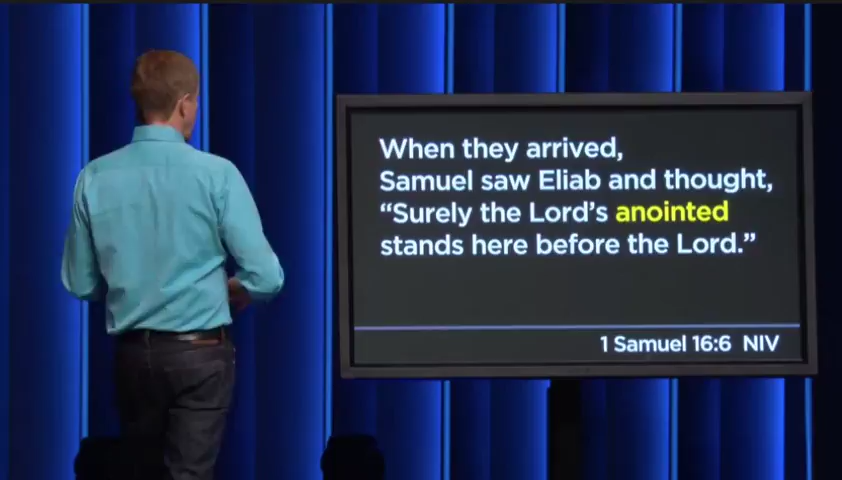 When they arrived,
Samuel saw Eliab and thought,
“Surely the Lord’s anointed
stands here before the Lord.”
1 Samuel 16:6 NIV